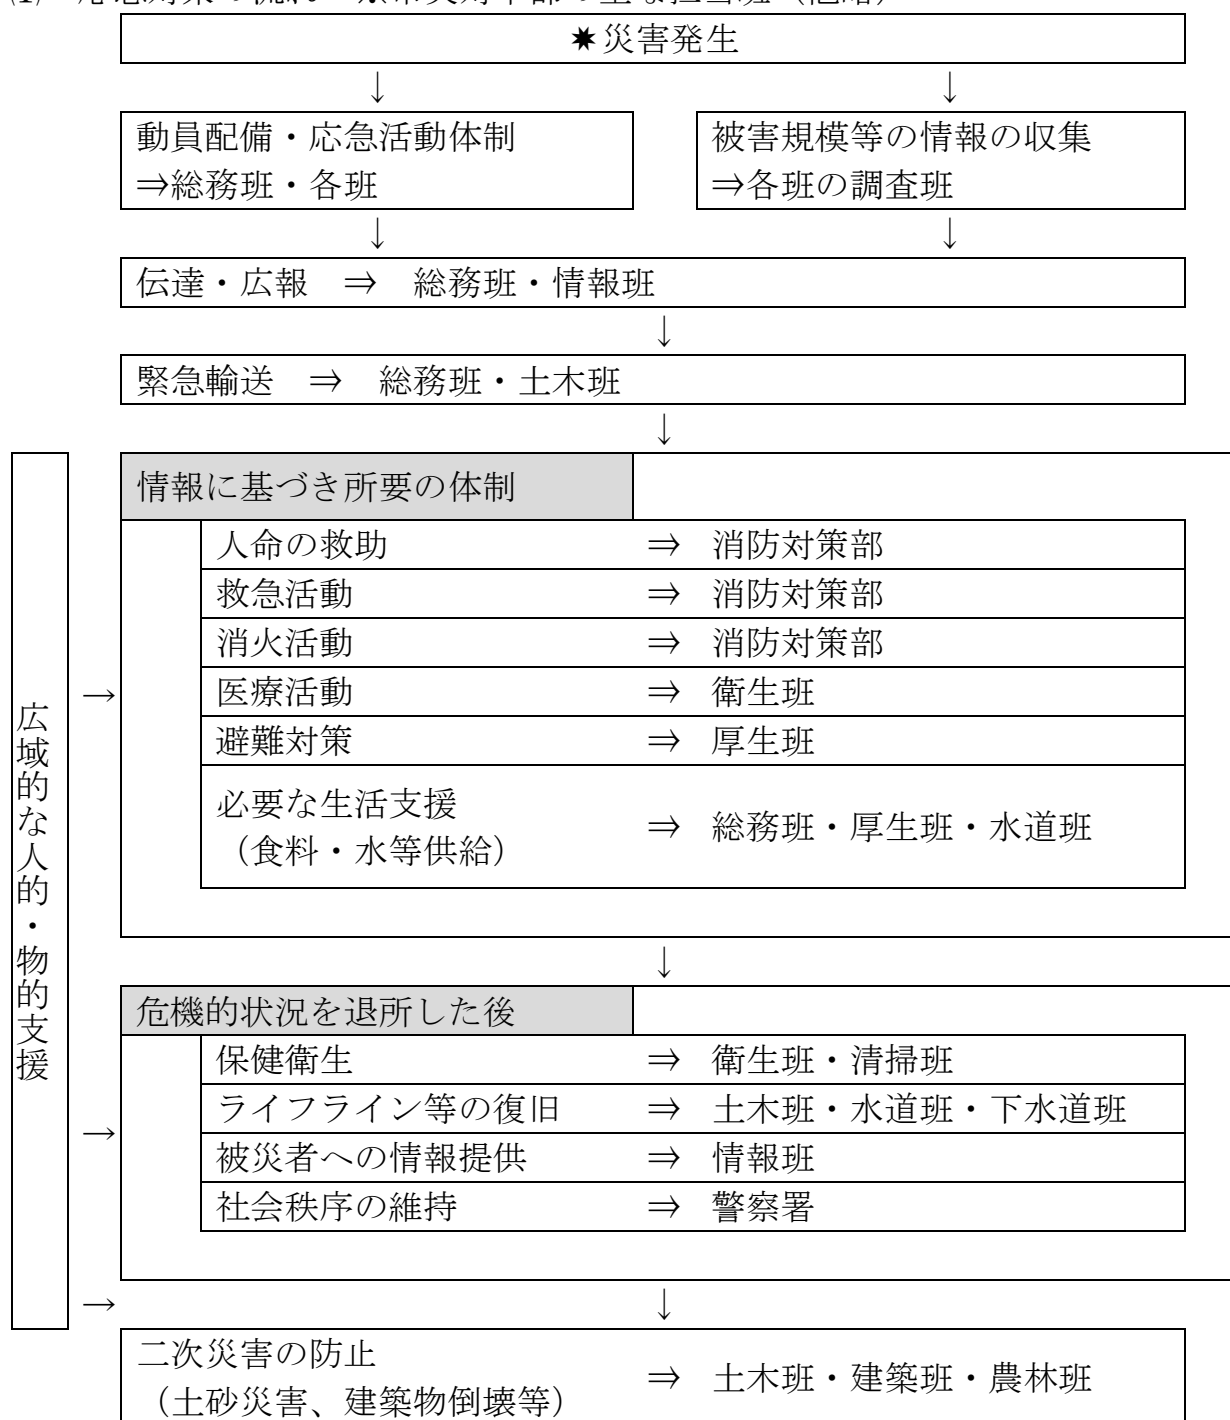 ✷災害発生
↓ ↓
動員配備・応急活動体制
⇒総務班・各班
被害規模等の情報の収集
⇒各班の調査班
↓ ↓
伝達・広報 ⇒ 総務班・情報班
↓
緊急輸送 ⇒ 総務班・土木班
↓
広域的な人的・物的支援
→
情報に基づき所要の体制
人命の救助 ⇒ 消防対策部
救急活動 ⇒ 消防対策部
消火活動 ⇒ 消防対策部
医療活動 ⇒ 衛生班
避難対策 ⇒ 厚生班
必要な生活支援
（食料・水等供給） ⇒ 総務班・厚生班・水道班
↓
→
危機的状況を退所した後
保健衛生 ⇒ 衛生班・清掃班
ライフライン等の復旧 ⇒ 土木班・水道班・下水道班
被災者への情報提供 ⇒ 情報班
社会秩序の維持 ⇒ 警察署
→ ↓
二次災害の防止
（土砂災害、建築物倒壊等） ⇒ 土木班・建築班・農林班